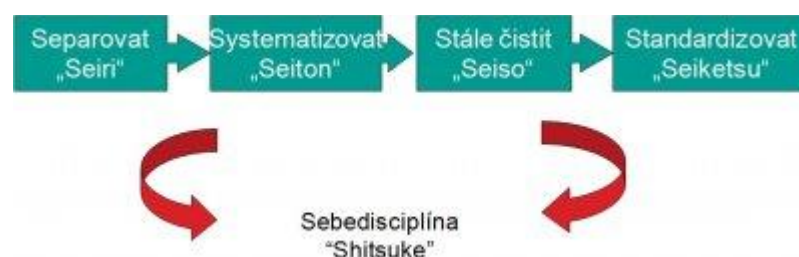 Separovat
„Seiri“
Systematizovat
„Seiton“
Stále čistit
„Seiso“
Standardizovat
„Seiketsu“
Sebedisciplína
“Shitsuke”